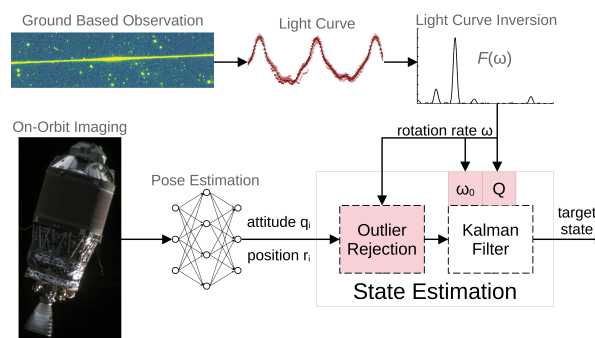 Ground Based Observation
Light Curve
Light Curve Inversion
F(ω)
On-Orbit Imaging
rotation rate ω
Pose Estimation
ω₀
Q
attitude qᵢ
position rᵢ
Outlier
Rejection
Kalman
Filter
target
state
State Estimation